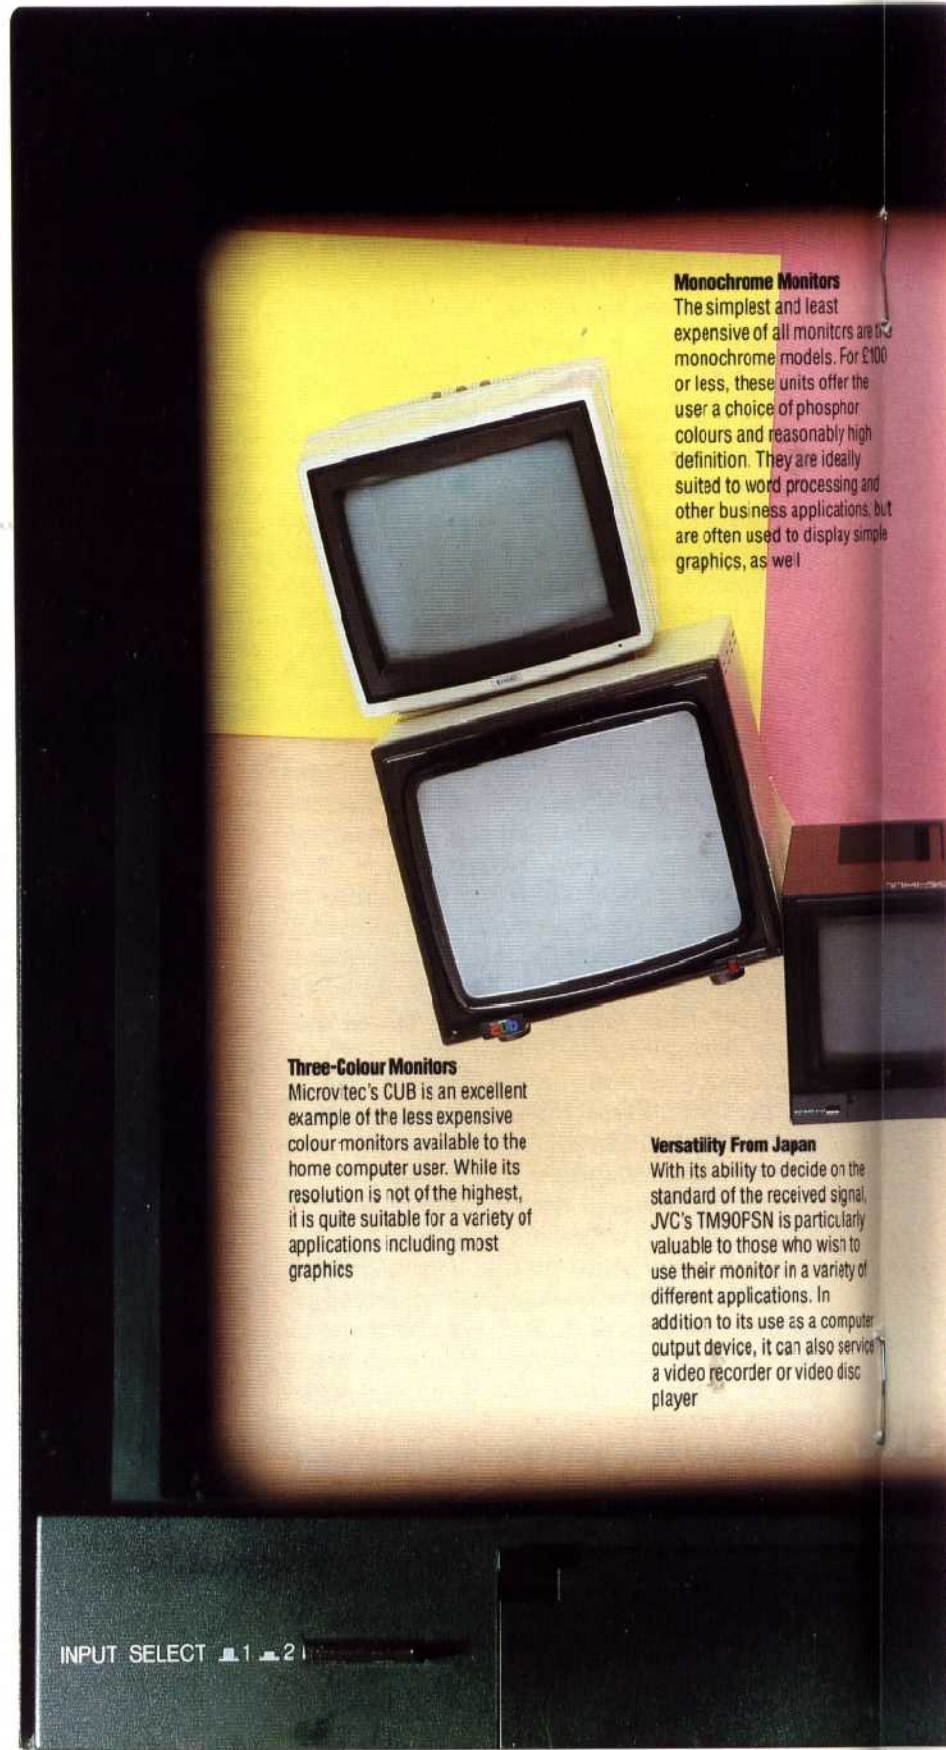 Monochrome Monitors
The simplest and least
expensive of all monitors are the
monochrome models. For £100
or less, these units offer the
user a choice of phosphor
colours and reasonably high
definition. They are ideally
suited to word processing and
other business applications, but
are often used to display simple
graphics, as well
cub
Three-Colour Monitors
Microvitec's CUB is an excellent
example of the less expensive
colour monitors available to the
home computer user. While its
resolution is not of the highest,
it is quite suitable for a variety of
applications including most
graphics
Versatility From Japan
With its ability to decide on the
standard of the received signal,
JVC's TM90PSN is particularly
valuable to those who wish to
use their monitor in a variety of
different applications. In
addition to its use as a computer
output device, it can also service
a video recorder or video disc
player
INPUT SELECT 1 2